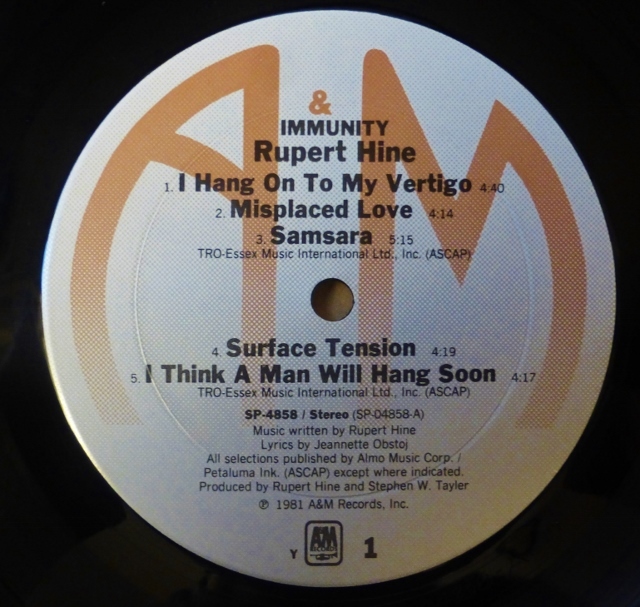 A & M
IMMUNITY
Rupert Hine
1. I Hang On To My Vertigo 4:40
2. Misplaced Love 4:14
3. Samsara 5:15
TRO-Essex Music International Ltd., Inc. (ASCAP)
4. Surface Tension 4:19
5. I Think A Man Will Hang Soon 4:17
TRO-Essex Music International Ltd., Inc. (ASCAP)
SP-4858 / Stereo (SP-04858-A)
Music written by Rupert Hine
Lyrics by Jeannette Obstoj
All selections published by Almo Music Corp. /
Petaluma Ink. (ASCAP) except where indicated.
Produced by Rupert Hine and Stephen W. Tayler
℗ 1981 A&M Records, Inc.
Y A&M RECORDS 1